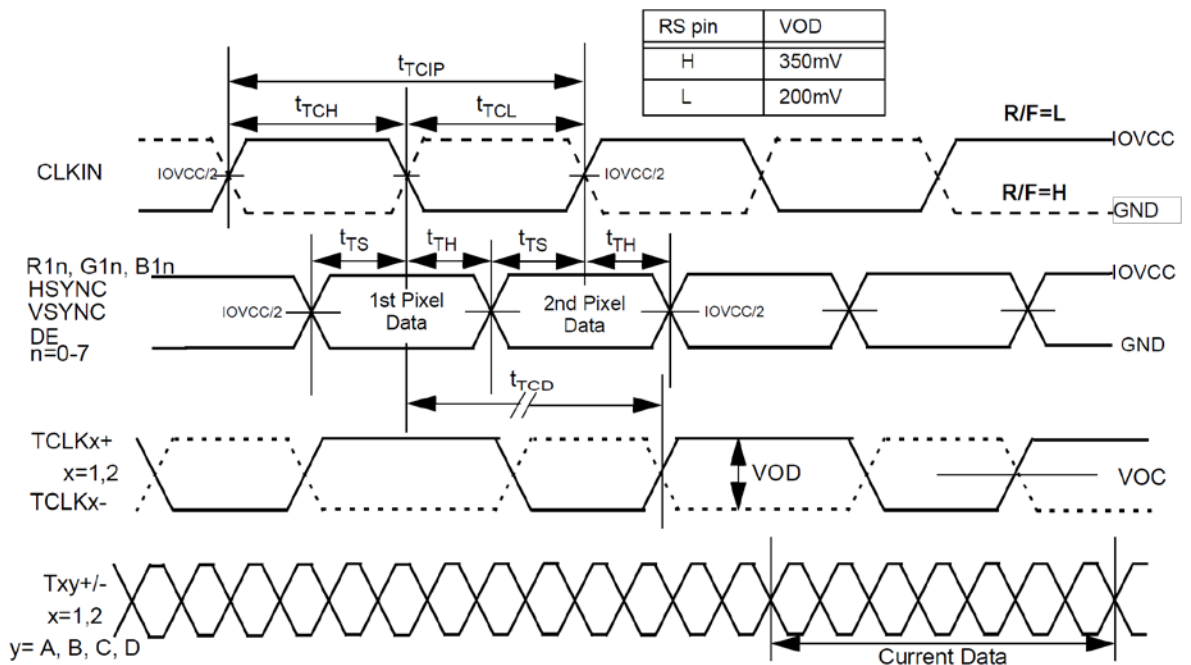 RS pin VOD
H 350mV
L 200mV
tTCIP
tTCH tTCL
R/F=L
IOVCC
CLKIN
IOVCC/2
IOVCC/2
R/F=H
GND
tTS tTH tTS tTH
R1n, G1n, B1n
HSYNC
VSYNC
DE
n=0-7
IOVCC
IOVCC/2
1st Pixel
Data
2nd Pixel
Data
IOVCC/2
GND
tTCD
TCLKx+
x=1,2
TCLKx-
VOD
VOC
Txy+/-
x=1,2
y= A, B, C, D
Current Data